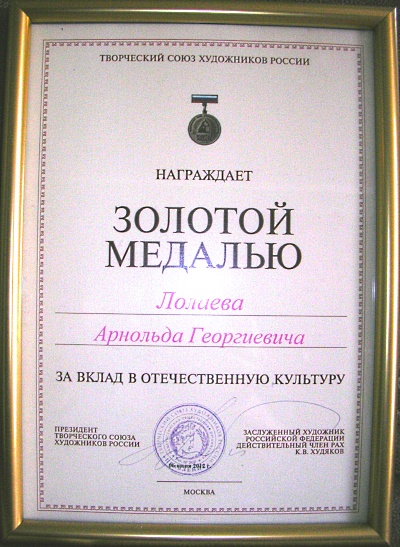 ТВОРЧЕСКИЙ СОЮЗ ХУДОЖНИКОВ РОССИИ
НАГРАЖДАЕТ
ЗОЛОТОЙ
МЕДАЛЬЮ
Лолаева
Арнольда Георгиевича
ЗА ВКЛАД В ОТЕЧЕСТВЕННУЮ КУЛЬТУРУ
ПРЕЗИДЕНТ
ТВОРЧЕСКОГО СОЮЗА
ХУДОЖНИКОВ РОССИИ
ЗАСЛУЖЕННЫЙ ХУДОЖНИК
РОССИЙСКОЙ ФЕДЕРАЦИИ
ДЕЙСТВИТЕЛЬНЫЙ ЧЛЕН РАХ
К.В. ХУДЯКОВ
2012 г.
МОСКВА